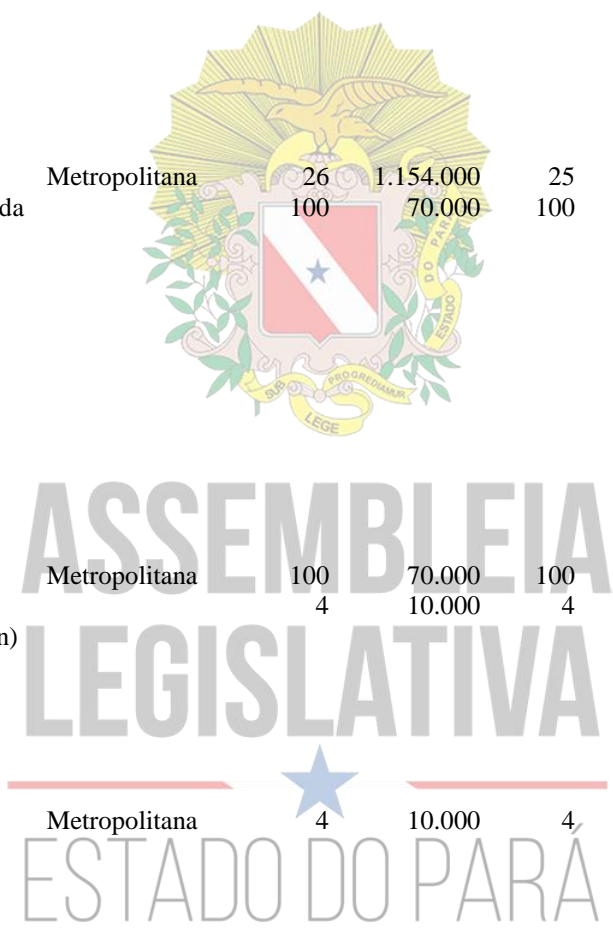 Metropolitana 26 1.154.000 25
da 100 70.000 100
ESTADO DO PARÁ
SUB LEGE PROGREDIAMUR
ASSEMBLEIA
Metropolitana 100 70.000 100
4 10.000 4
n)
LEGISLATIVA
Metropolitana 4 10.000 4
ESTADO DO PARÁ